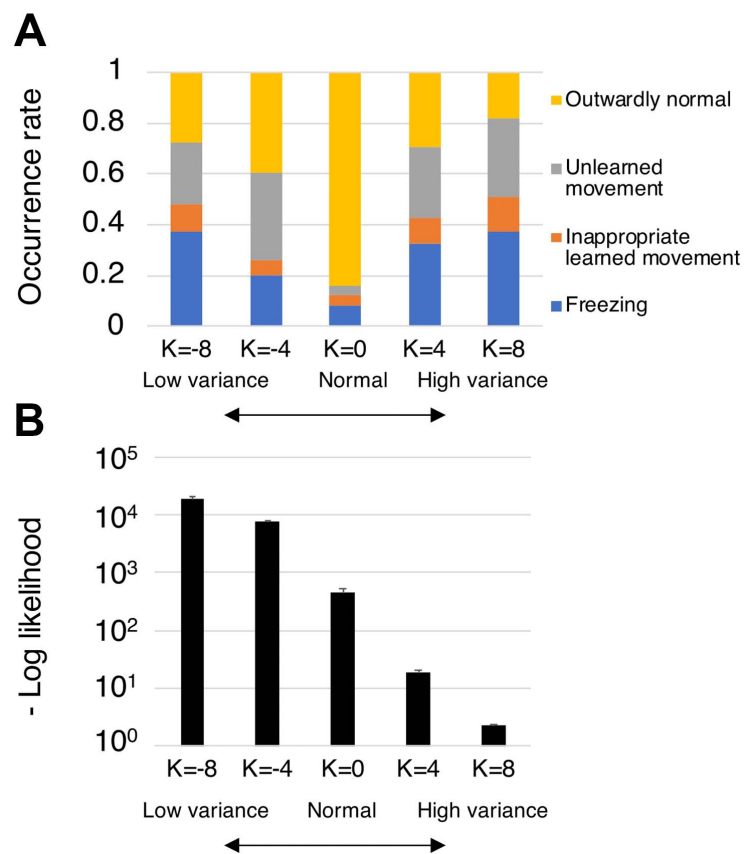 A
Occurrence rate
1
0.8
0.6
0.4
0.2
0
Outwardly normal
Unlearned
movement
Inappropriate
learned movement
Freezing
K=-8 K=-4 K=0 K=4 K=8
Low variance Normal High variance
B
- Log likelihood
10⁵
10⁴
10³
10²
10¹
10⁰
K=-8 K=-4 K=0 K=4 K=8
Low variance Normal High variance